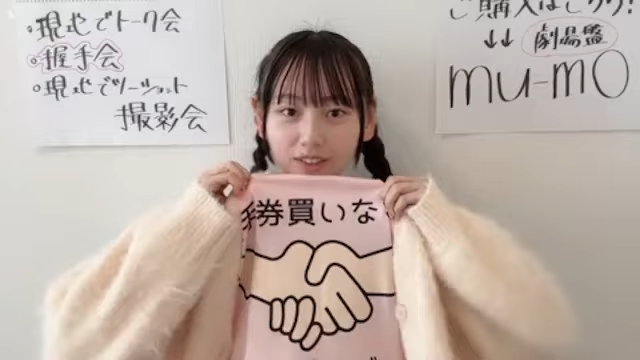 ◦現地でトーク会
◦握手会
◦現地でツーショット
撮影会
ご購入はこちら!
↓↓
劇場盤
mu-mo
券買いな